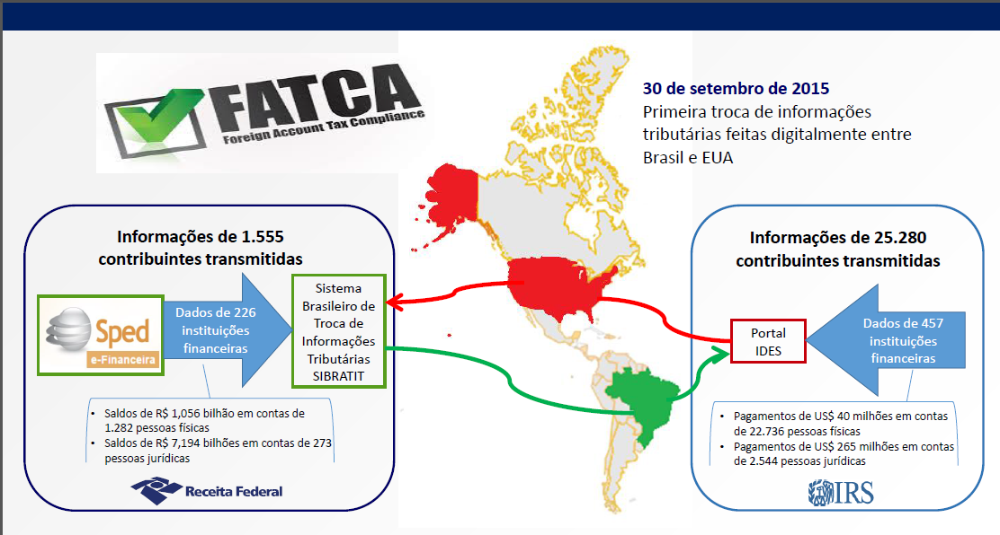 FATCA
Foreign Account Tax Compliance
30 de setembro de 2015
Primeira troca de informações
tributárias feitas digitalmente entre
Brasil e EUA
Informações de 1.555
contribuintes transmitidas
Sped
e-Financeira
Dados de 226
instituições
financeiras
Sistema
Brasileiro de
Troca de
Informações
Tributárias
SIBRATIT
• Saldos de R$ 1,056 bilhão em contas de
1.282 pessoas físicas
• Saldos de R$ 7,194 bilhões em contas de 273
pessoas jurídicas
Receita Federal
Informações de 25.280
contribuintes transmitidas
Portal
IDES
Dados de 457
instituições
financeiras
• Pagamentos de US$ 40 milhões em contas
de 22.736 pessoas físicas
• Pagamentos de US$ 265 milhões em contas
de 2.544 pessoas jurídicas
IRS